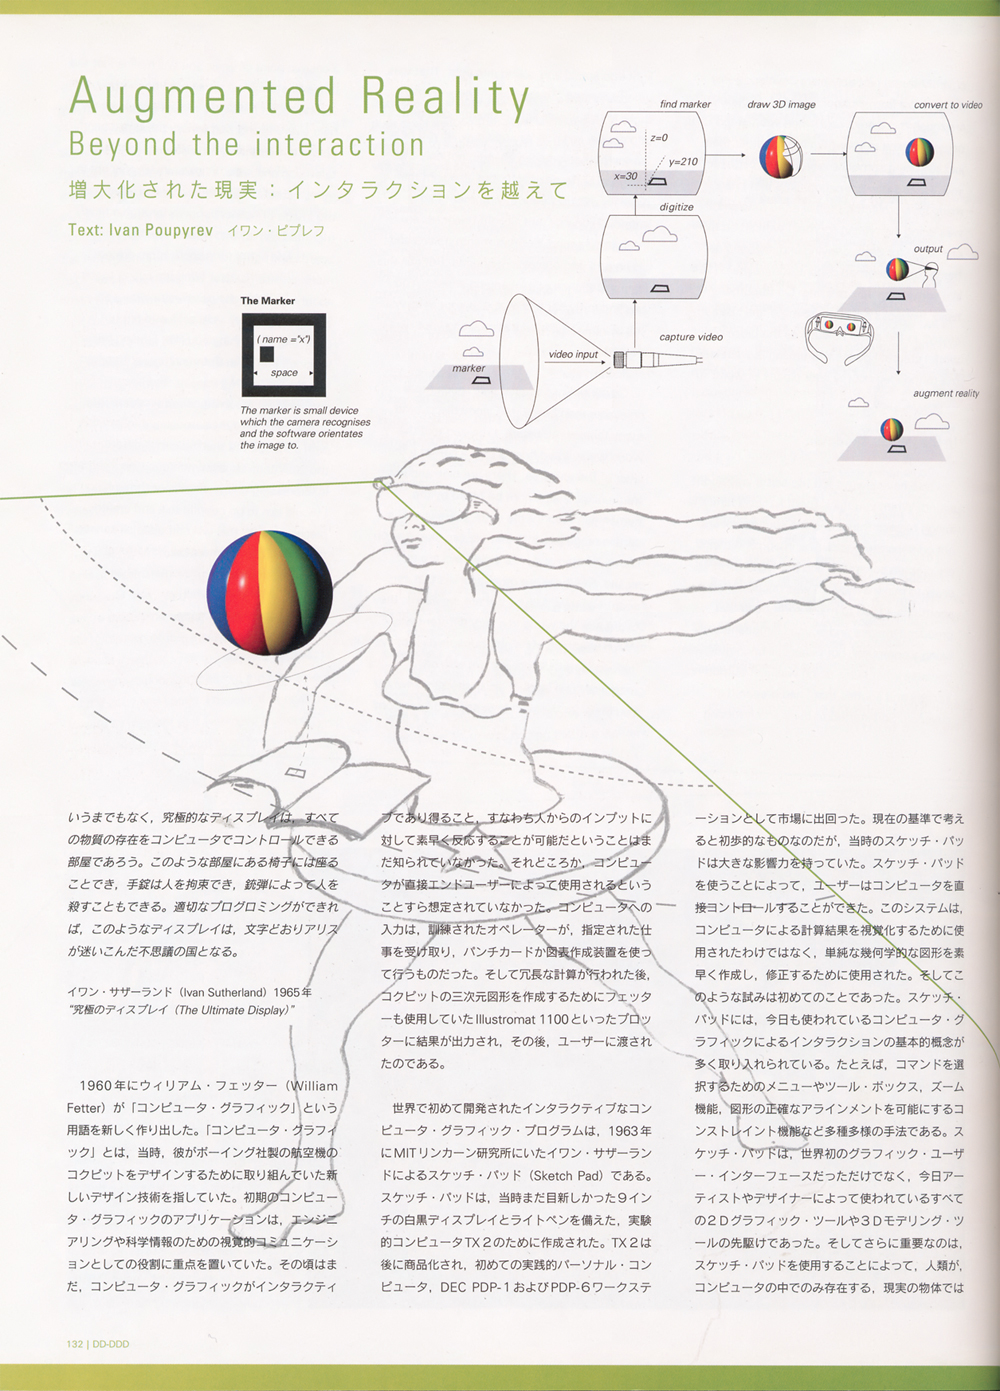 Augmented Reality
Beyond the interaction
増大化された現実：インタラクションを越えて
Text: Ivan Poupyrev イワン・ピプレフ
find marker
draw 3D image
convert to video
z=0
y=210
x=30
digitize
output
capture video
video input
marker
augment reality
The Marker
( name ="x")
space
The marker is small device
which the camera recognises
and the software orientates
the image to.
いうまでもなく，究極的なディスプレイは，すべて
の物質の存在をコンピュータでコントロールできる
部屋であろう。このような部屋にある椅子には座る
ことでき，手錠は人を拘束でき，銃弾によって人を
殺すこともできる。適切なプログロミングができれ
ば，このようなディスプレイは，文字どおりアリス
が迷いこんだ不思議の国となる。
イワン・サザーランド（Ivan Sutherland）1965年
“究極のディスプレイ（The Ultimate Display）”
1960年にウィリアム・フェッター（William
Fetter）が「コンピュータ・グラフィック」という
用語を新しく作り出した。「コンピュータ・グラフィ
ック」とは，当時，彼がボーイング社製の航空機の
コクピットをデザインするために取り組んでいた新
しいデザイン技術を指していた。初期のコンピュー
タ・グラフィックのアプリケーションは，エンジニ
アリングや科学情報のための視覚的コミュニケーシ
ョンとしての役割に重点を置いていた。その頃はま
だ，コンピュータ・グラフィックがインタラクティ
ブであり得ること，すなわち人からのインプットに
対して素早く反応することが可能だということはま
だ知られていなかった。それどころか，コンピュー
タが直接エンドユーザーによって使用されるという
ことすら想定されていなかった。コンピュータへの
入力は，訓練されたオペレーターが，指定された仕
事を受け取り，パンチカードか図表作成装置を使っ
て行うものだった。そして冗長な計算が行われた後，
コクピットの三次元図形を作成するためにフェッタ
ーも使用していたIllustromat 1100といったプロッ
ターに結果が出力され，その後，ユーザーに渡され
たのである。
世界で初めて開発されたインタラクティブなコン
ピュータ・グラフィック・プログラムは，1963年
にMITリンカーン研究所にいたイワン・サザーラン
ドによるスケッチ・パッド（Sketch Pad）である。
スケッチ・パッドは，当時まだ目新しかった9イン
チの白黒ディスプレイとライトペンを備えた，実験
的コンピュータTX 2のために作成された。TX 2は
後に商品化され，初めての実践的パーソナル・コン
ピュータ，DEC PDP-1およびPDP-6ワークステ
ーションとして市場に出回った。現在の基準で考え
ると初歩的なものなのだが，当時のスケッチ・パッ
ドは大きな影響力を持っていた。スケッチ・パッド
を使うことによって，ユーザーはコンピュータを直
接コントロールすることができた。このシステムは，
コンピュータによる計算結果を視覚化するために使
用されたわけではなく，単純な幾何学的な図形を素
早く作成し，修正するために使用された。そしてこ
のような試みは初めてのことであった。スケッチ・
パッドには，今日も使われているコンピュータ・グ
ラフィックによるインタラクションの基本的概念が
多く取り入れられている。たとえば，コマンドを選
択するためのメニューやツール・ボックス，ズーム
機能，図形の正確なアラインメントを可能にするコ
ンストレイント機能など多種多様の手法である。ス
ケッチ・パッドは，世界初のグラフィック・ユーザ
ー・インターフェースだっただけでなく，今日アー
ティストやデザイナーによって使われているすべて
の２Ｄグラフィック・ツールや３Ｄモデリング・ツ
ールの先駆けであった。そしてさらに重要なのは，
スケッチ・パッドを使用することによって，人類が，
コンピュータの中でのみ存在する，現実の物体では
132 | DD-DDD